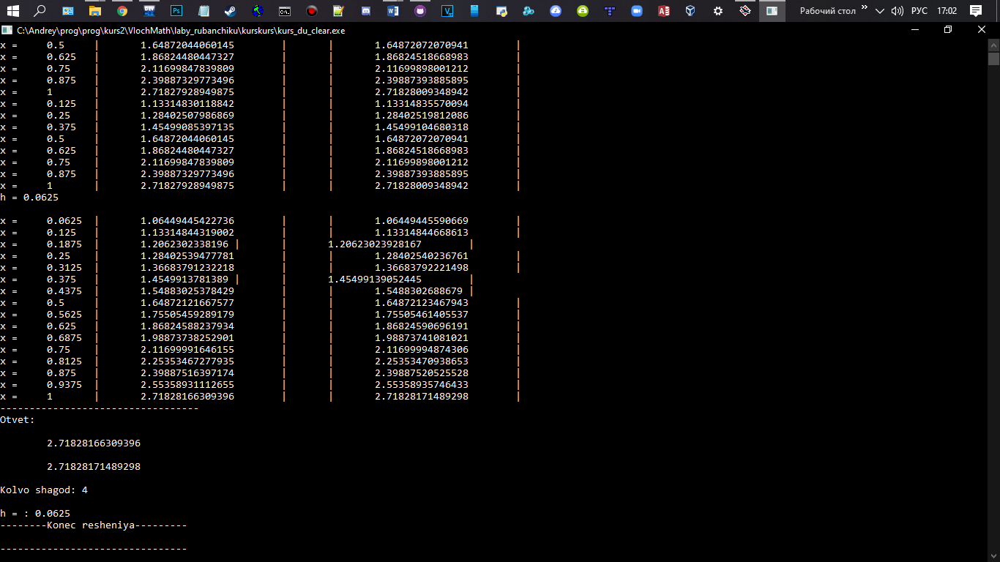 Рабочий стол » РУС 17:02
C:\Andrey\prog\prog\kurs2\VlochMath\laby_rubanchiku\kurskurs\kurs_du_clear.exe
x = 0.5 | 1.64872044060145 | | 1.64872072070941 |
x = 0.625 | 1.86824480447327 | | 1.86824518668983 |
x = 0.75 | 2.11699847839809 | | 2.11699898001212 |
x = 0.875 | 2.39887329773496 | | 2.39887393885895 |
x = 1 | 2.71827928949875 | | 2.71828009348942 |
x = 0.125 | 1.13314830118842 | | 1.13314835570094 |
x = 0.25 | 1.28402507986869 | | 1.28402519812086 |
x = 0.375 | 1.45499085397135 | | 1.45499104680318 |
x = 0.5 | 1.64872044060145 | | 1.64872072070941 |
x = 0.625 | 1.86824480447327 | | 1.86824518668983 |
x = 0.75 | 2.11699847839809 | | 2.11699898001212 |
x = 0.875 | 2.39887329773496 | | 2.39887393885895 |
x = 1 | 2.71827928949875 | | 2.71828009348942 |
h = 0.0625
x = 0.0625 | 1.06449445422736 | | 1.06449445590669 |
x = 0.125 | 1.13314844319002 | | 1.13314844668613 |
x = 0.1875 | 1.2062302338196 | | 1.20623023928167 |
x = 0.25 | 1.28402539477781 | | 1.28402540236761 |
x = 0.3125 | 1.36683791232218 | | 1.36683792221498 |
x = 0.375 | 1.4549913781389 | | 1.45499139052445 |
x = 0.4375 | 1.54883025378429 | | 1.5488302688679 |
x = 0.5 | 1.64872121667577 | | 1.64872123467943 |
x = 0.5625 | 1.75505459289179 | | 1.75505461405537 |
x = 0.625 | 1.86824588237934 | | 1.86824590696191 |
x = 0.6875 | 1.98873738252901 | | 1.98873741081021 |
x = 0.75 | 2.11699991646155 | | 2.11699994874306 |
x = 0.8125 | 2.25353467277935 | | 2.25353470938653 |
x = 0.875 | 2.39887516397174 | | 2.39887520525528 |
x = 0.9375 | 2.55358931112655 | | 2.55358935746433 |
x = 1 | 2.71828166309396 | | 2.71828171489298 |
----------------------------------
Otvet:
2.71828166309396
2.71828171489298
Kolvo shagod: 4
h = : 0.0625
--------Konec resheniya---------
--------------------------------